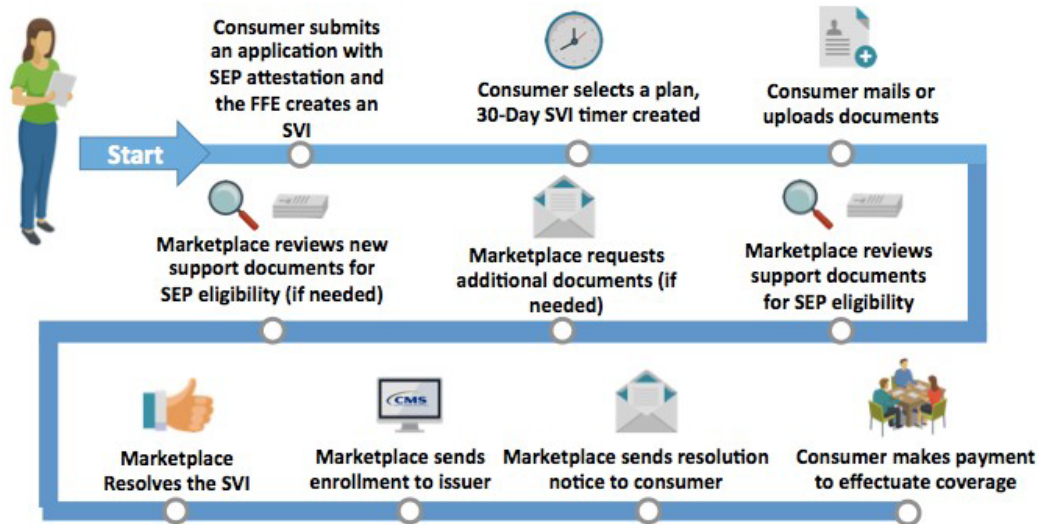 Consumer submits
an application with
SEP attestation and
the FFE creates an
SVI
Consumer selects a plan,
30-Day SVI timer created
Consumer mails or
uploads documents
Start
Marketplace reviews
support documents
for SEP eligibility
Marketplace requests
additional documents (if
needed)
Marketplace reviews new
support documents for
SEP eligibility (if needed)
Marketplace
Resolves the SVI
CMS
Marketplace sends
enrollment to issuer
Marketplace sends resolution
notice to consumer
Consumer makes payment
to effectuate coverage